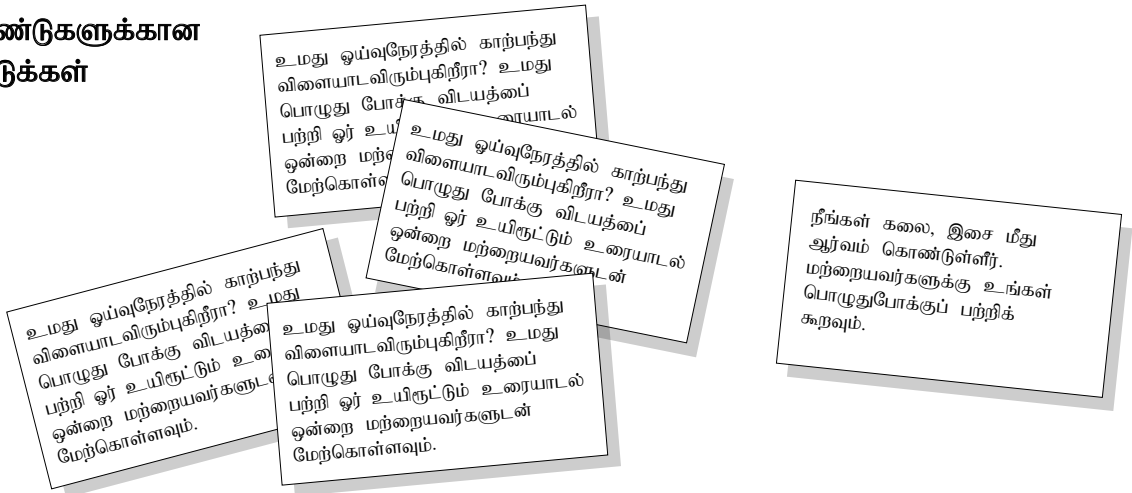 ண்டுகளுக்கான
டுக்கள்
உமது ஓய்வுநேரத்தில் காற்பந்து
விளையாடவிரும்புகிறீரா? உமது
பொழுது போக்கு விடயத்பை்
பற்றி ஓர் உரையாடல்
ஒன்றை
மேற்கொள்ள
உமது ஓய்வுநேரத்தில் காற்பந்து
விளையாடவிரும்புகிறீரா? உமது
பொழுது போக்கு விடயத்பை்
பற்றி ஓர் உயிரூட்டும் உரையாடல்
ஒன்றை மற்றையவர்களுடன்
மேற்கொள்ளவும்
உமது ஓய்வுநேரத்தில் காற்பந்து
விளையாடவிரும்புகிறீரா? உமது
பொழுது போக்கு
பற்றி ஓர் உயிரூட்டும்
ஒன்றை மற்றையவர்களுடன்
மேற்கொள்ளவும்.
உமது ஓய்வுநேரத்தில் காற்பந்து
விளையாடவிரும்புகிறீரா? உமது
பொழுது போக்கு விடயத்பை்
பற்றி ஓர் உயிரூட்டும் உரையாடல்
ஒன்றை மற்றையவர்களுடன்
மேற்கொள்ளவும்.
நீங்கள் கலை, இசை மீது
ஆர்வம் கொண்டுள்ளீர்.
மற்றையவர்களுக்கு உங்கள்
பொழுதுபோக்குப் பற்றிக்
கூறவும்.